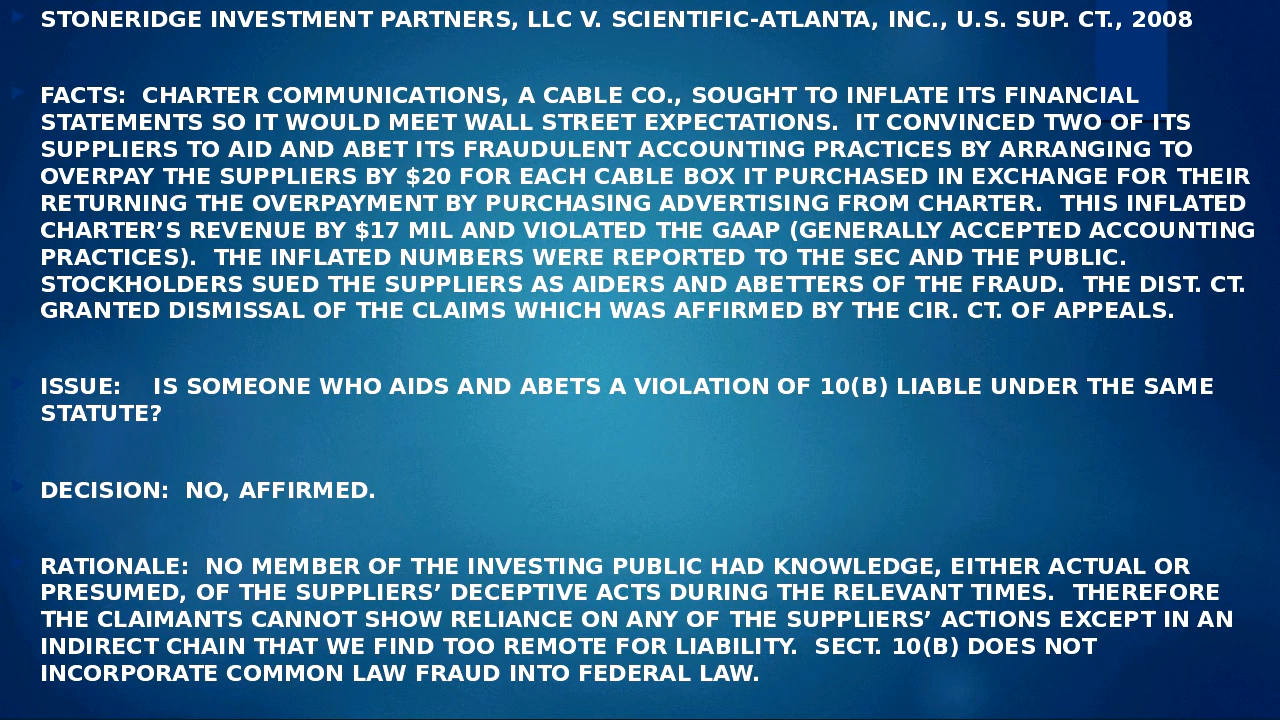 STONERIDGE INVESTMENT PARTNERS, LLC V. SCIENTIFIC-ATLANTA, INC., U.S. SUP. CT., 2008
FACTS:  CHARTER COMMUNICATIONS, A CABLE CO., SOUGHT TO INFLATE ITS FINANCIAL
STATEMENTS SO IT WOULD MEET WALL STREET EXPECTATIONS.  IT CONVINCED TWO OF ITS
SUPPLIERS TO AID AND ABET ITS FRAUDULENT ACCOUNTING PRACTICES BY ARRANGING TO
OVERPAY THE SUPPLIERS BY $20 FOR EACH CABLE BOX IT PURCHASED IN EXCHANGE FOR THEIR
RETURNING THE OVERPAYMENT BY PURCHASING ADVERTISING FROM CHARTER.  THIS INFLATED
CHARTER’S REVENUE BY $17 MIL AND VIOLATED THE GAAP (GENERALLY ACCEPTED ACCOUNTING
PRACTICES).  THE INFLATED NUMBERS WERE REPORTED TO THE SEC AND THE PUBLIC.
STOCKHOLDERS SUED THE SUPPLIERS AS AIDERS AND ABETTERS OF THE FRAUD.  THE DIST. CT.
GRANTED DISMISSAL OF THE CLAIMS WHICH WAS AFFIRMED BY THE CIR. CT. OF APPEALS.
ISSUE:    IS SOMEONE WHO AIDS AND ABETS A VIOLATION OF 10(B) LIABLE UNDER THE SAME
STATUTE?
DECISION:  NO, AFFIRMED.
RATIONALE:  NO MEMBER OF THE INVESTING PUBLIC HAD KNOWLEDGE, EITHER ACTUAL OR
PRESUMED, OF THE SUPPLIERS’ DECEPTIVE ACTS DURING THE RELEVANT TIMES.  THEREFORE
THE CLAIMANTS CANNOT SHOW RELIANCE ON ANY OF THE SUPPLIERS’ ACTIONS EXCEPT IN AN
INDIRECT CHAIN THAT WE FIND TOO REMOTE FOR LIABILITY.  SECT. 10(B) DOES NOT
INCORPORATE COMMON LAW FRAUD INTO FEDERAL LAW.